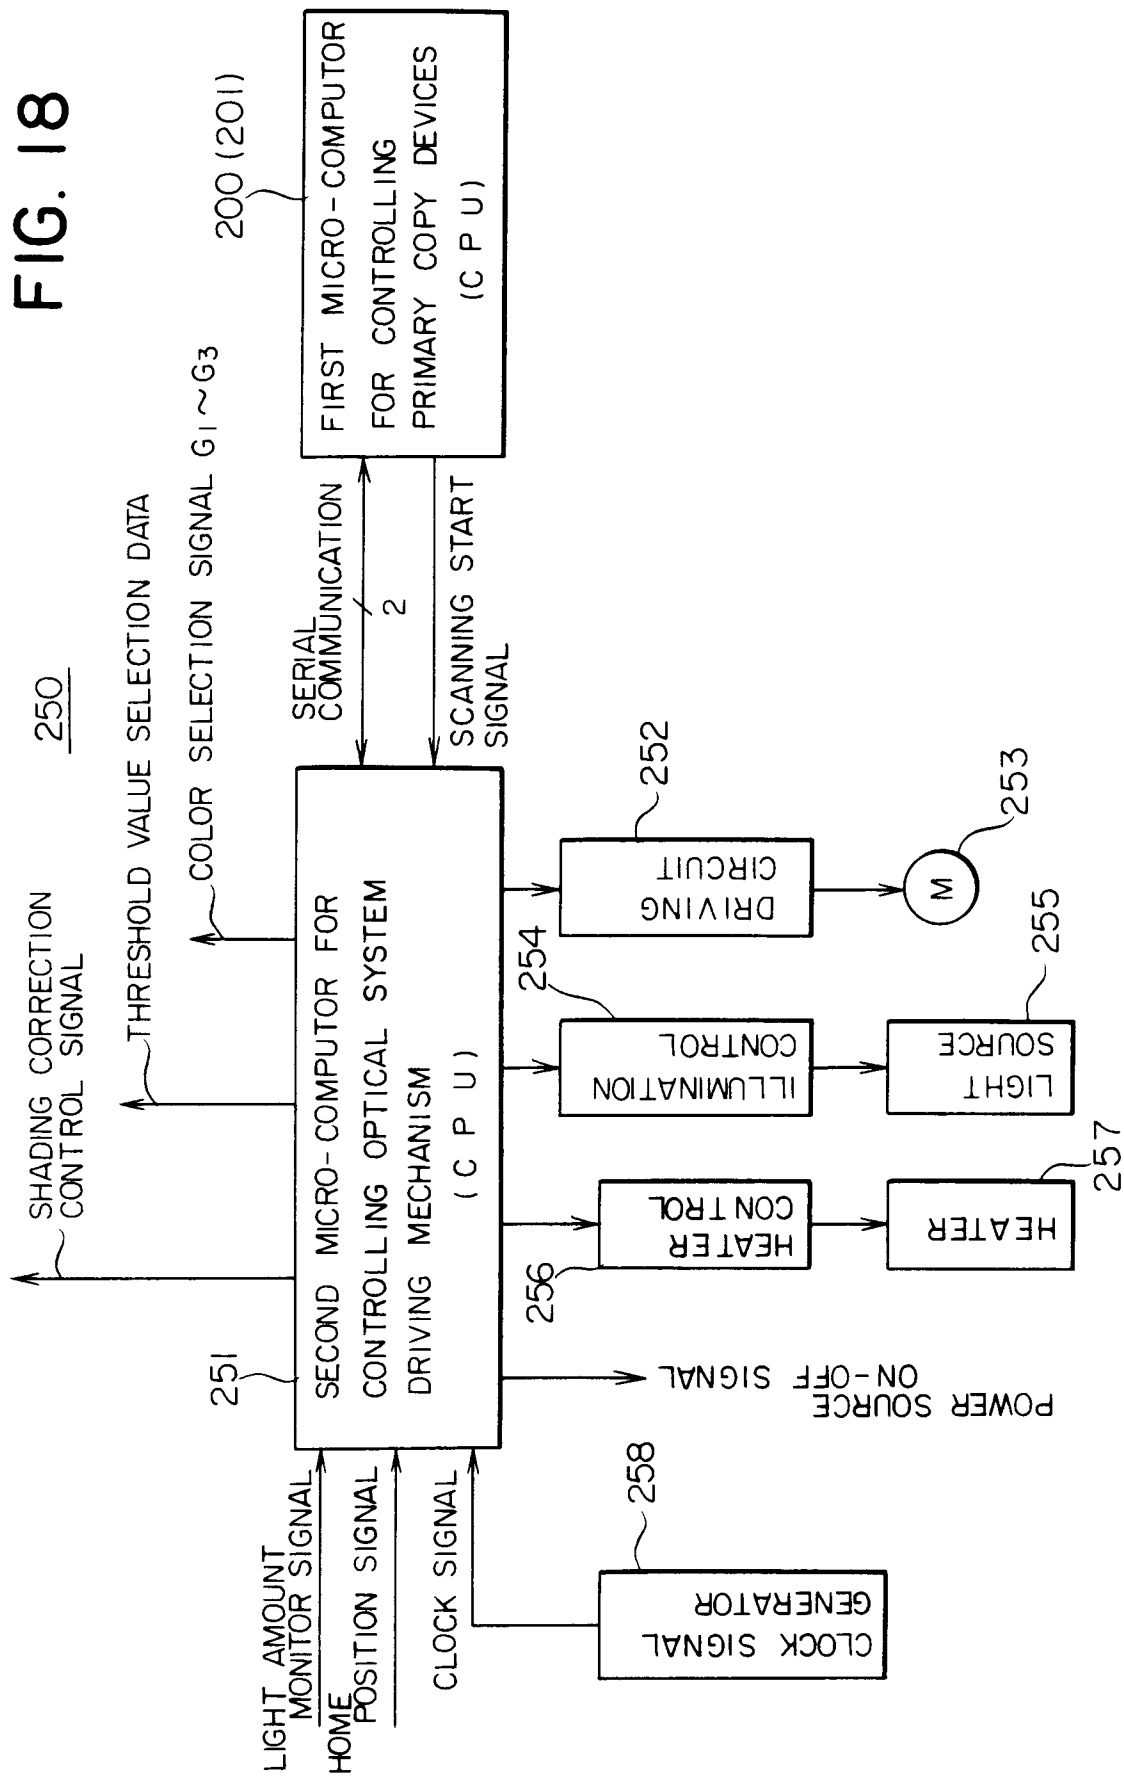 FIG. 18
250
SHADING CORRECTION
CONTROL SIGNAL
THRESHOLD VALUE SELECTION DATA
COLOR SELECTION SIGNAL G1~G3
200 (201)
FIRST MICRO-COMPUTOR
FOR CONTROLLING
PRIMARY COPY DEVICES
(CPU)
SERIAL
COMMUNICATION
2
SCANNING START
SIGNAL
251
SECOND MICRO-COMPUTOR FOR
CONTROLLING OPTICAL SYSTEM
DRIVING MECHANISM
(CPU)
LIGHT AMOUNT
MONITOR SIGNAL
HOME
POSITION SIGNAL
CLOCK SIGNAL
258
CLOCK SIGNAL
GENERATOR
POWER SOURCE
ON-OFF SIGNAL
256
HEATER
CONTROL
257
HEATER
254
ILLUMINATION
CONTROL
255
LIGHT
SOURCE
252
DRIVING
CIRCUIT
253
M